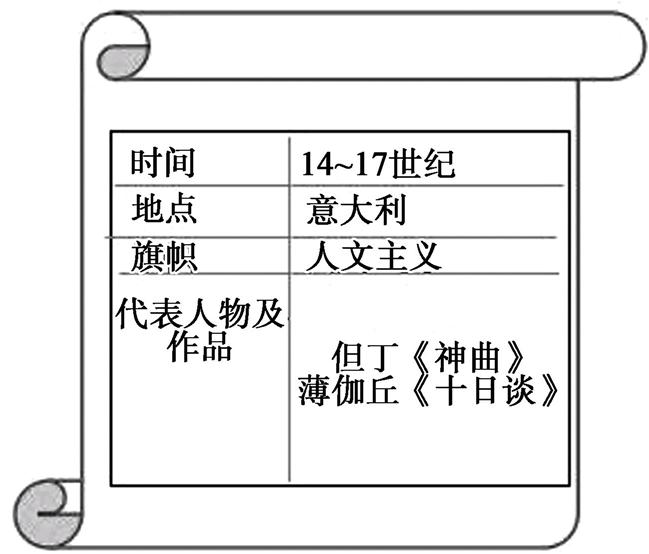 时间 14~17世纪
地点 意大利
旗帜 人文主义
代表人物及
作品
但丁《神曲》
薄伽丘《十日谈》